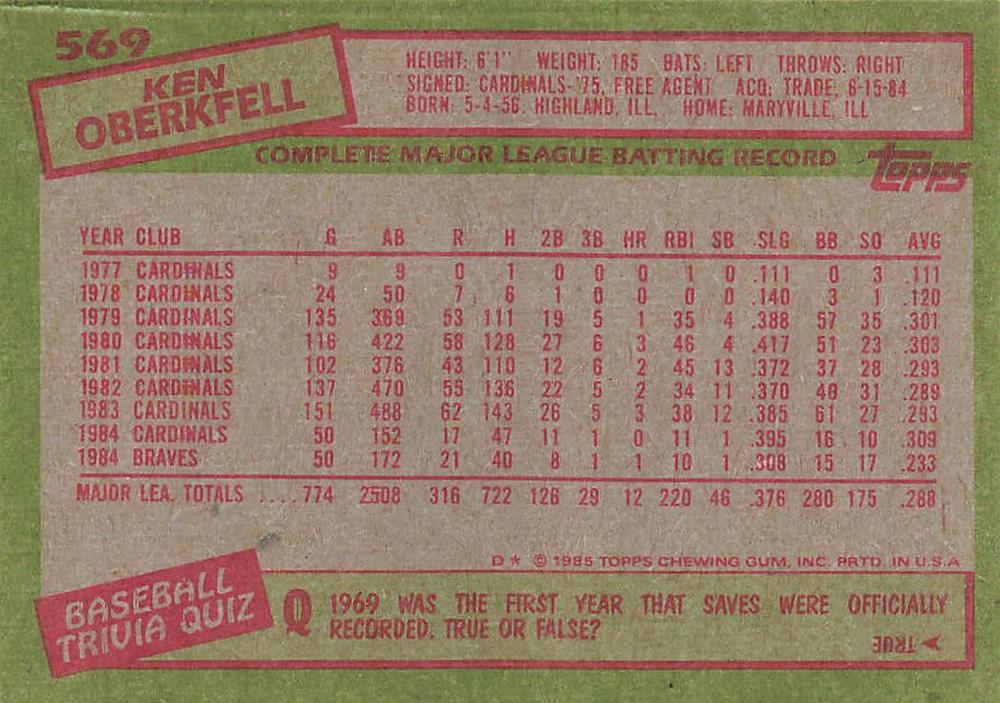 569
KEN
OBERKFELL
HEIGHT: 6'1" WEIGHT: 185 BATS: LEFT THROWS: RIGHT
SIGNED: CARDINALS-'75, FREE AGENT ACQ: TRADE, 6-15-84
BORN: 5-4-56, HIGHLAND, ILL. HOME: MARYVILLE, ILL
COMPLETE MAJOR LEAGUE BATTING RECORD
topps
YEAR CLUB G AB R H 2B 3B HR RBI SB SLG BB SO AVG
1977 CARDINALS 9 9 0 1 0 0 0 1 0 .111 0 3 .111
1978 CARDINALS 24 50 7 6 1 0 0 0 0 .140 3 1 .120
1979 CARDINALS 135 369 53 111 19 5 1 35 4 .388 57 35 .301
1980 CARDINALS 116 422 58 128 27 6 3 46 4 .417 51 23 .303
1981 CARDINALS 102 376 43 110 12 6 2 45 13 .372 37 28 .293
1982 CARDINALS 137 470 55 136 22 5 2 34 11 .370 48 31 .289
1983 CARDINALS 151 488 62 143 26 5 3 38 12 .385 61 27 .293
1984 CARDINALS 50 152 17 47 11 1 0 11 1 .395 16 10 .309
1984 BRAVES 50 172 21 40 8 1 1 10 1 .308 15 17 .233
MAJOR LEA. TOTALS ....774 2508 316 722 126 29 12 220 46 .376 280 175 .288
D* © 1985 TOPPS CHEWING GUM, INC. PRTD. IN U.S.A
BASEBALL
TRIVIA QUIZ
Q 1969 WAS THE FIRST YEAR THAT SAVES WERE OFFICIALLY
RECORDED. TRUE OR FALSE?
TRUE